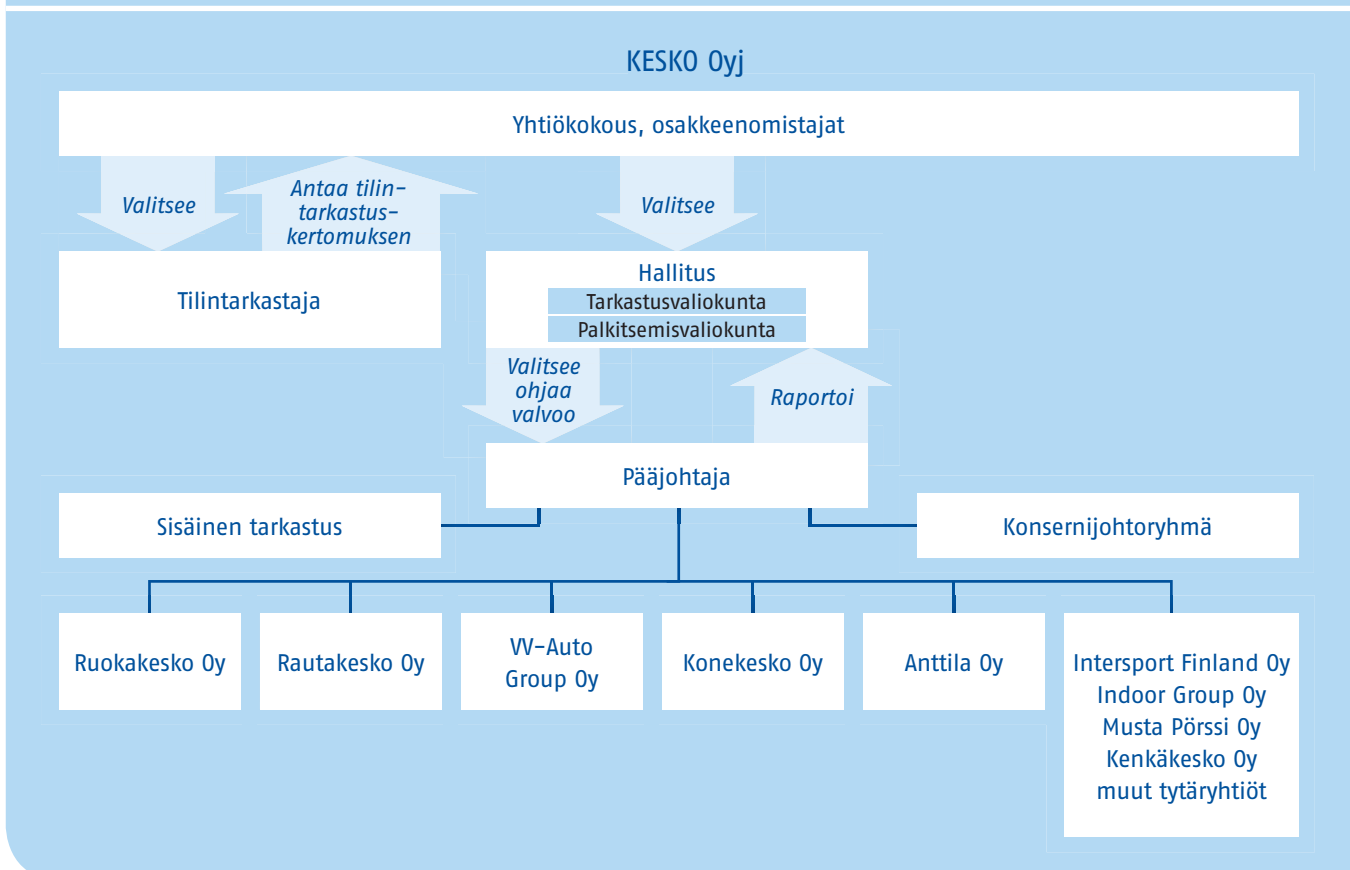 KESKO Oyj
Yhtiökokous, osakkeenomistajat
Valitsee
Antaa tilin-
tarkastus-
kertomuksen
Valitsee
Tilintarkastaja
Hallitus
Tarkastusvaliokunta
Palkitsemisvaliokunta
Valitsee
ohjaa
valvoo
Raportoi
Pääjohtaja
Sisäinen tarkastus
Konsernijohtoryhmä
Ruokakesko Oy
Rautakesko Oy
VV-Auto
Group Oy
Konekesko Oy
Anttila Oy
Intersport Finland Oy
Indoor Group Oy
Musta Pörssi Oy
Kenkäkesko Oy
muut tytäryhtiöt